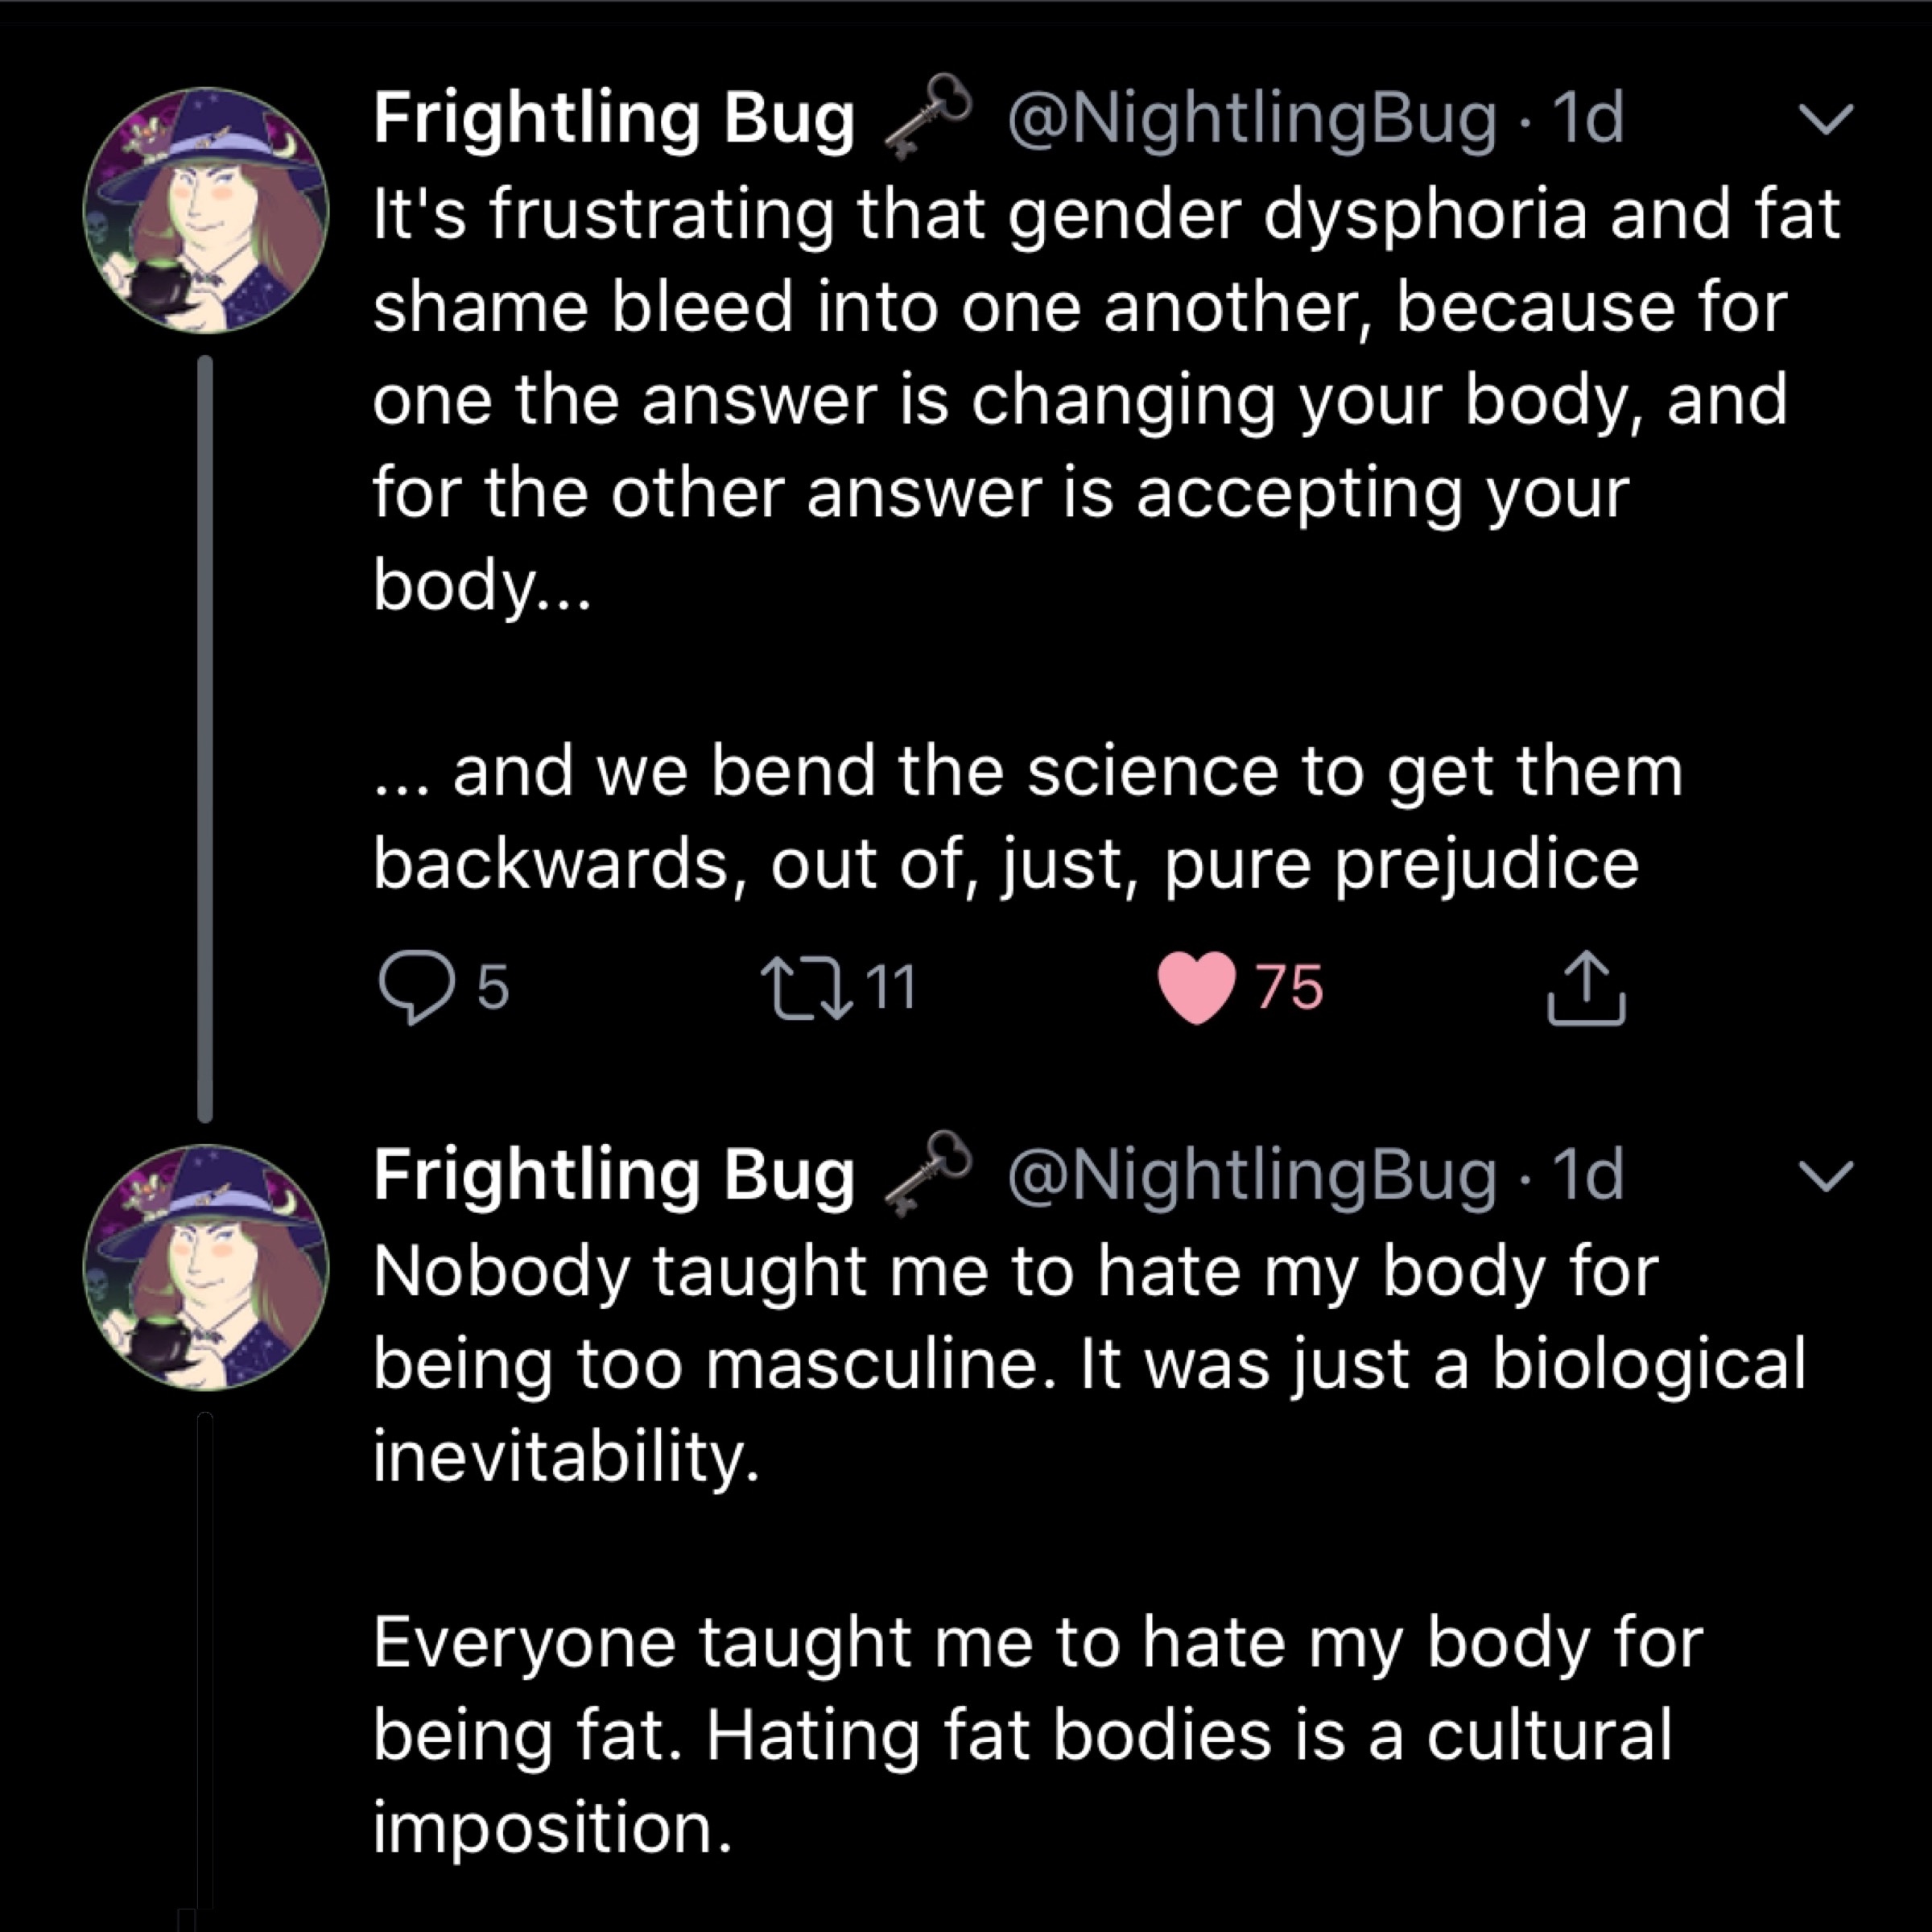 Frightling Bug 🗝 @NightlingBug · 1d
It's frustrating that gender dysphoria and fat
shame bleed into one another, because for
one the answer is changing your body, and
for the other answer is accepting your
body...
... and we bend the science to get them
backwards, out of, just, pure prejudice
5 11 75
Frightling Bug 🗝 @NightlingBug · 1d
Nobody taught me to hate my body for
being too masculine. It was just a biological
inevitability.
Everyone taught me to hate my body for
being fat. Hating fat bodies is a cultural
imposition.